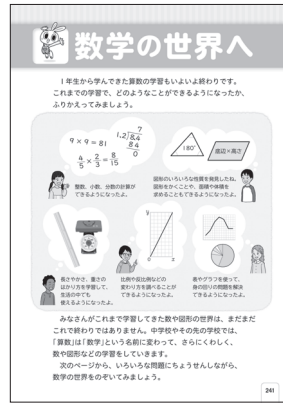 数学の世界へ
1年生から学んできた算数の学習もいよいよ終わりです。
これまでの学習で、どのようなことができるようになったか、
ふりかえってみましょう。
9×9=81
4/5×2/3=8/15
7
1.2)8.4
84
0
180°
底辺×高さ
整数、小数、分数の計算が
できるようになったよ。
図形のいろいろな性質を発見したね。
図形をかくことや、面積や体積を
求めることもできるようになったよ。
y
x
長さやかさ、重さの
はかり方を学習して、
生活の中でも
使えるようになったよ。
比例や反比例などの
変わり方を調べることが
できるようになったよ。
表やグラフを使って、
身の回りの問題を解決
できるようになったよ。
みなさんがこれまで学習してきた数や図形の世界は、まだまだ
これで終わりではありません。中学校やその先の学校では、
「算数」は「数学」という名前に変わって、さらにくわしく、
数や図形などの学習をしていきます。
次のページから、いろいろな問題にちょうせんしながら、
数学の世界をのぞいてみましょう。
241